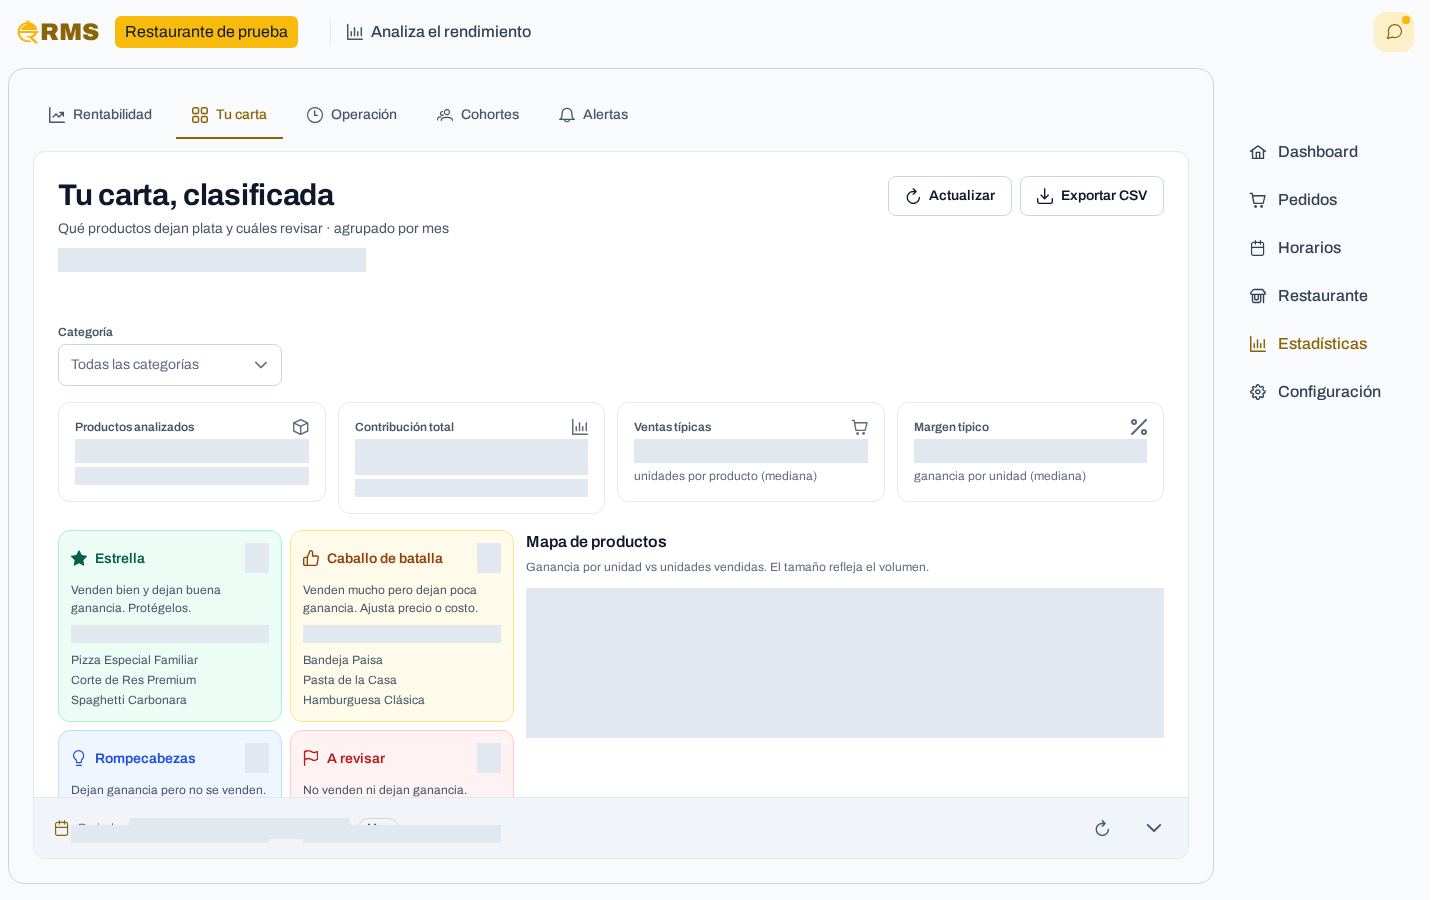 RMS
Restaurante de prueba
Analiza el rendimiento
Rentabilidad
Tu carta
Operación
Cohortes
Alertas
Tu carta, clasificada
Qué productos dejan plata y cuáles revisar · agrupado por mes
Actualizar
Exportar CSV
Categoría
Todas las categorías
Productos analizados
Contribución total
Ventas típicas
unidades por producto (mediana)
Margen típico
ganancia por unidad (mediana)
Estrella
Venden bien y dejan buena
ganancia. Protégelos.
Pizza Especial Familiar
Corte de Res Premium
Spaghetti Carbonara
Caballo de batalla
Venden mucho pero dejan poca
ganancia. Ajusta precio o costo.
Bandeja Paisa
Pasta de la Casa
Hamburguesa Clásica
Mapa de productos
Ganancia por unidad vs unidades vendidas. El tamaño refleja el volumen.
Rompecabezas
Dejan ganancia pero no se venden.
A revisar
No venden ni dejan ganancia.
Dashboard
Pedidos
Horarios
Restaurante
Estadísticas
Configuración